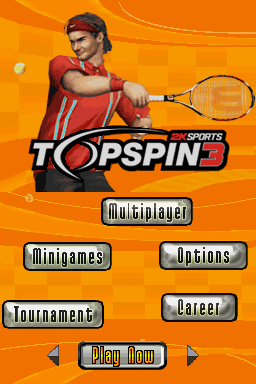 2K SPORTS
TOPSPIN3
Multiplayer
Minigames
Options
Tournament
Career
Play Now